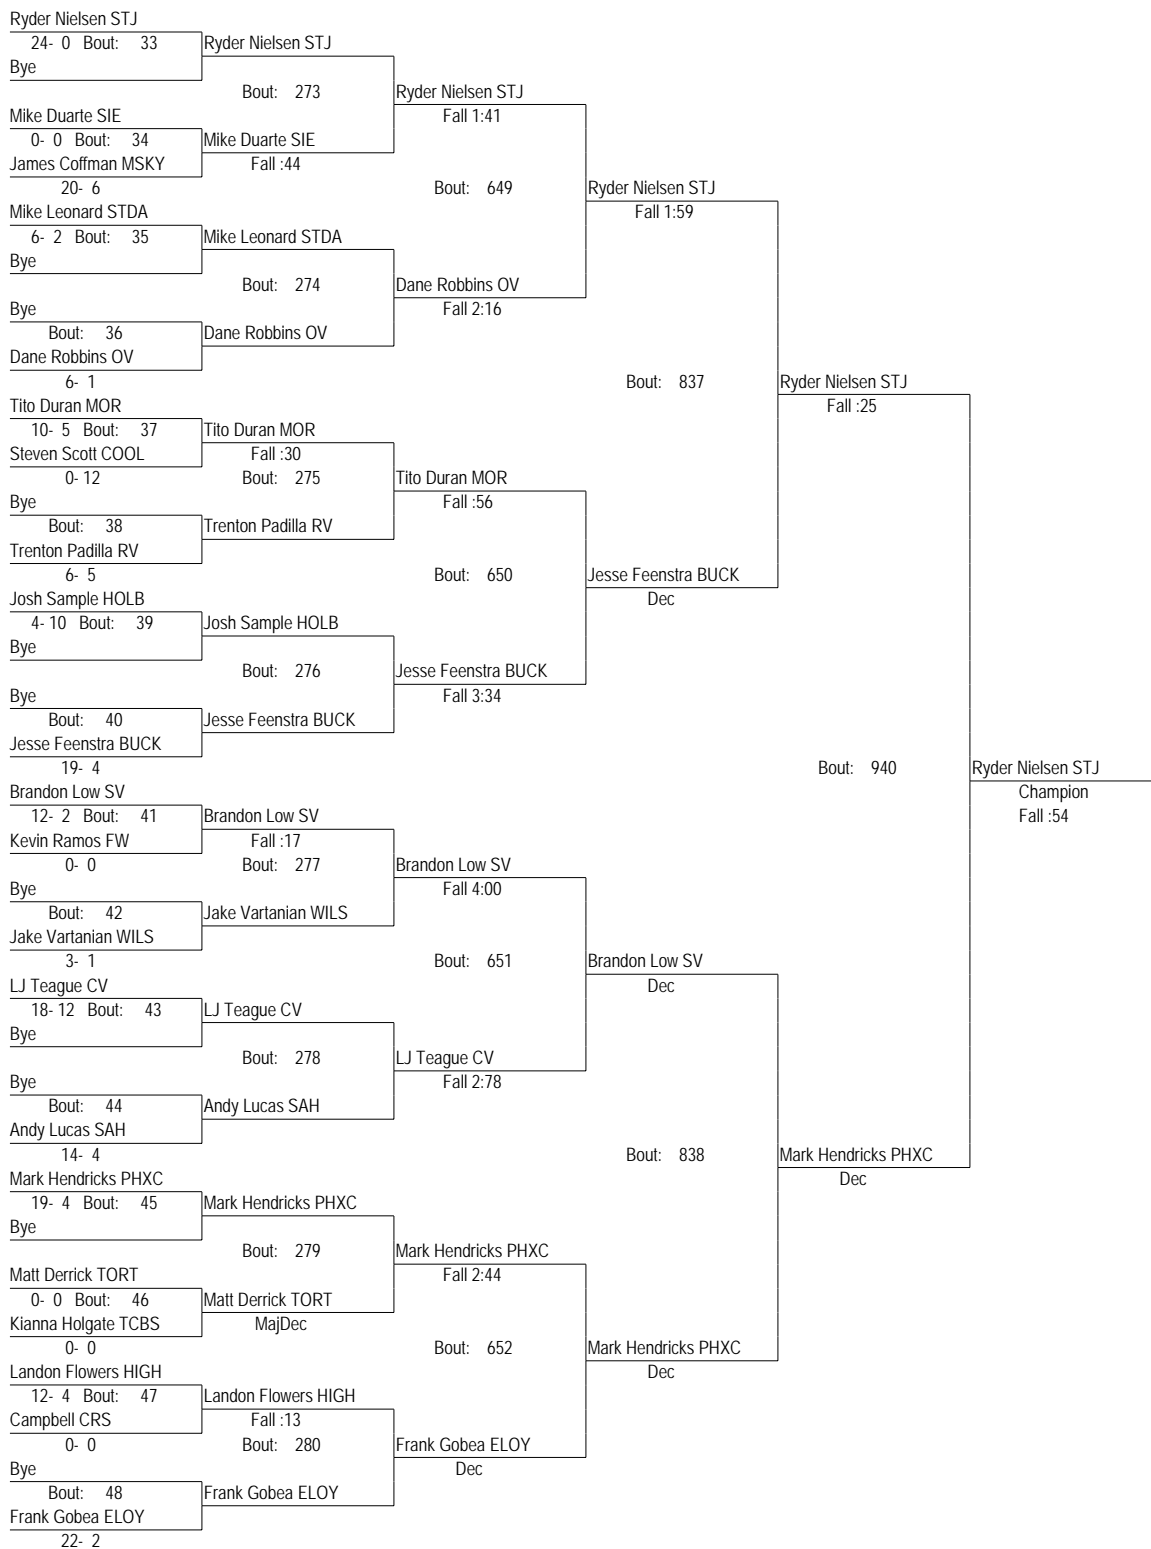 Ryder Nielsen STJ
24- 0 Bout: 33 Ryder Nielsen STJ
Bye
Bout: 273 Ryder Nielsen STJ
Mike Duarte SIE Fall 1:41
0- 0 Bout: 34 Mike Duarte SIE
James Coffman MSKY Fall :44
20- 6 Bout: 649 Ryder Nielsen STJ
Mike Leonard STDA Fall 1:59
6- 2 Bout: 35 Mike Leonard STDA
Bye
Bout: 274 Dane Robbins OV
Bye Fall 2:16
Bout: 36 Dane Robbins OV
Dane Robbins OV
6- 1 Bout: 837 Ryder Nielsen STJ
Tito Duran MOR Fall :25
10- 5 Bout: 37 Tito Duran MOR
Steven Scott COOL Fall :30
0- 12 Bout: 275 Tito Duran MOR
Bye Fall :56
Bout: 38 Trenton Padilla RV
Trenton Padilla RV
6- 5 Bout: 650 Jesse Feenstra BUCK
Josh Sample HOLB Dec
4- 10 Bout: 39 Josh Sample HOLB
Bye
Bout: 276 Jesse Feenstra BUCK
Bye Fall 3:34
Bout: 40 Jesse Feenstra BUCK
Jesse Feenstra BUCK
19- 4 Bout: 940 Ryder Nielsen STJ
Brandon Low SV Champion
12- 2 Bout: 41 Brandon Low SV Fall :54
Kevin Ramos FW Fall :17
0- 0 Bout: 277 Brandon Low SV
Bye Fall 4:00
Bout: 42 Jake Vartanian WILS
Jake Vartanian WILS
3- 1 Bout: 651 Brandon Low SV
LJ Teague CV Dec
18- 12 Bout: 43 LJ Teague CV
Bye
Bout: 278 LJ Teague CV
Bye Fall 2:78
Bout: 44 Andy Lucas SAH
Andy Lucas SAH
14- 4 Bout: 838 Mark Hendricks PHXC
Mark Hendricks PHXC Dec
19- 4 Bout: 45 Mark Hendricks PHXC
Bye
Bout: 279 Mark Hendricks PHXC
Matt Derrick TORT Fall 2:44
0- 0 Bout: 46 Matt Derrick TORT
Kianna Holgate TCBS MajDec
0- 0 Bout: 652 Mark Hendricks PHXC
Landon Flowers HIGH Dec
12- 4 Bout: 47 Landon Flowers HIGH
Campbell CRS Fall :13
0- 0 Bout: 280 Frank Gobea ELOY
Bye Dec
Bout: 48 Frank Gobea ELOY
Frank Gobea ELOY
22- 2